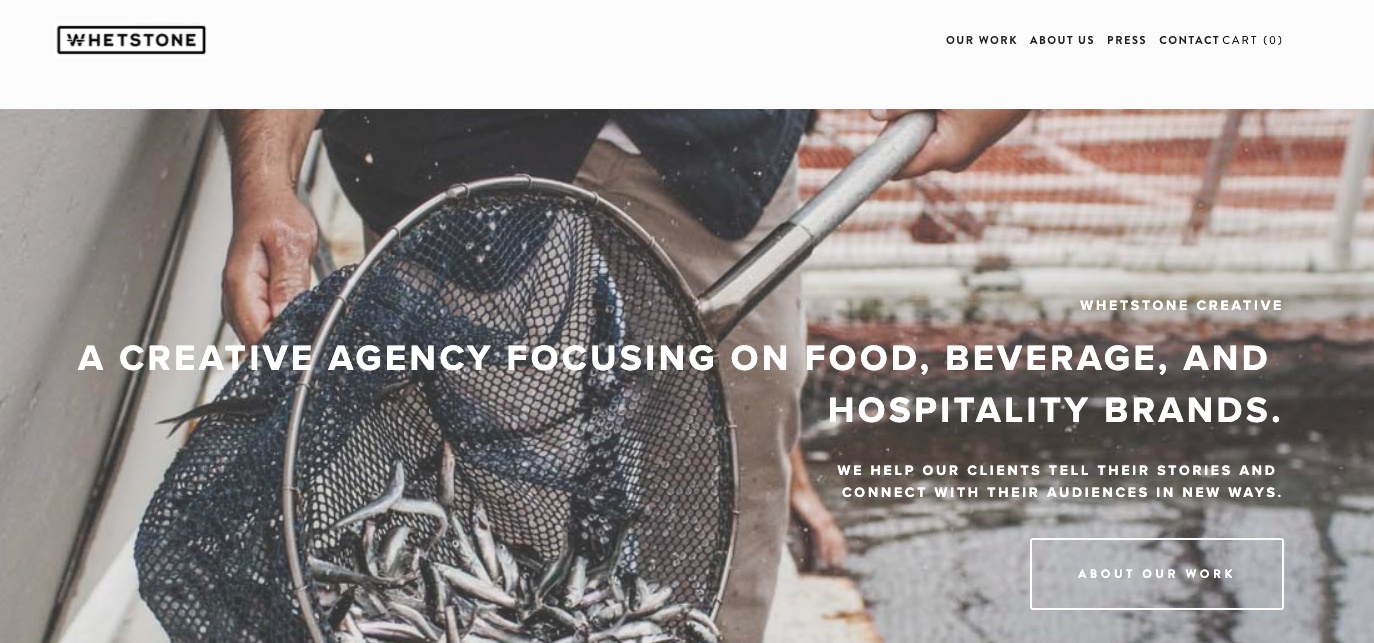 WHETSTONE
OUR WORK ABOUT US PRESS CONTACT CART (0)
WHETSTONE CREATIVE
A CREATIVE AGENCY FOCUSING ON FOOD, BEVERAGE, AND
HOSPITALITY BRANDS.
WE HELP OUR CLIENTS TELL THEIR STORIES AND
CONNECT WITH THEIR AUDIENCES IN NEW WAYS.
ABOUT OUR WORK